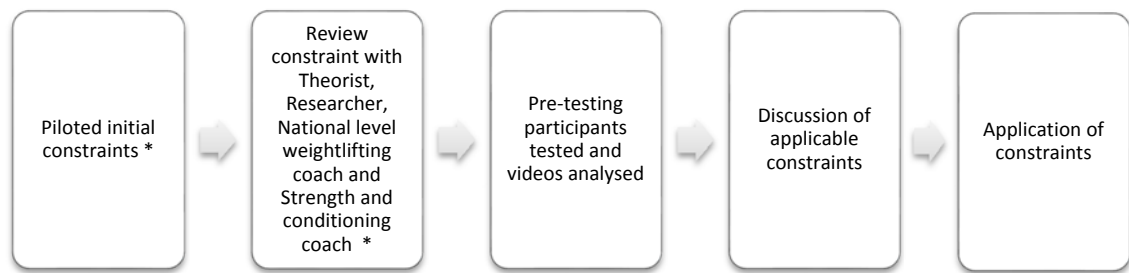 Piloted initial
constraints *
Review
constraint with
Theorist,
Researcher,
National level
weightlifting
coach and
Strength and
conditioning
coach *
Pre-testing
participants
tested and
videos analysed
Discussion of
applicable
constraints
Application of
constraints